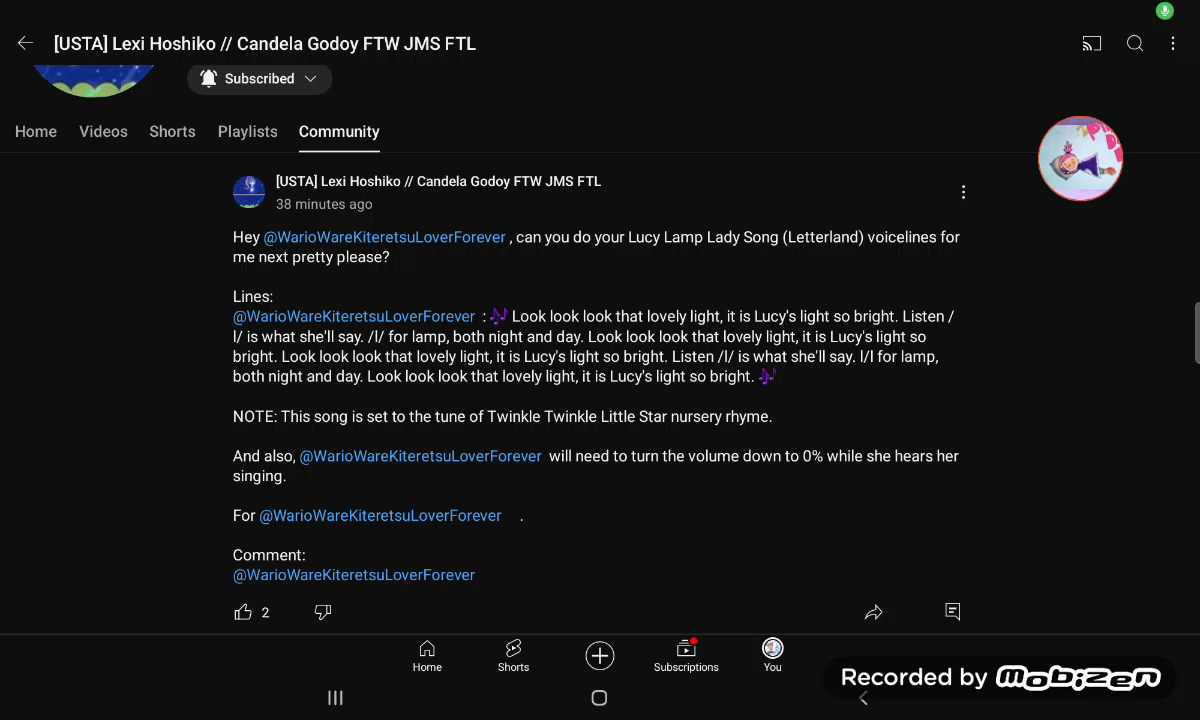 [USTA] Lexi Hoshiko // Candela Godoy FTW JMS FTL
Subscribed
Home Videos Shorts Playlists Community
[USTA] Lexi Hoshiko // Candela Godoy FTW JMS FTL
38 minutes ago
Hey @WarioWareKiteretsuLoverForever , can you do your Lucy Lamp Lady Song (Letterland) voicelines for
me next pretty please?
Lines:
@WarioWareKiteretsuLoverForever : 🎶 Look look look that lovely light, it is Lucy's light so bright. Listen /
l/ is what she'll say. /l/ for lamp, both night and day. Look look look that lovely light, it is Lucy's light so
bright. Look look look that lovely light, it is Lucy's light so bright. Listen /l/ is what she'll say. l/l for lamp,
both night and day. Look look look that lovely light, it is Lucy's light so bright. 🎶
NOTE: This song is set to the tune of Twinkle Twinkle Little Star nursery rhyme.
And also, @WarioWareKiteretsuLoverForever will need to turn the volume down to 0% while she hears her
singing.
For @WarioWareKiteretsuLoverForever .
Comment:
@WarioWareKiteretsuLoverForever
2
Home Shorts Subscriptions You
Recorded by mobizen